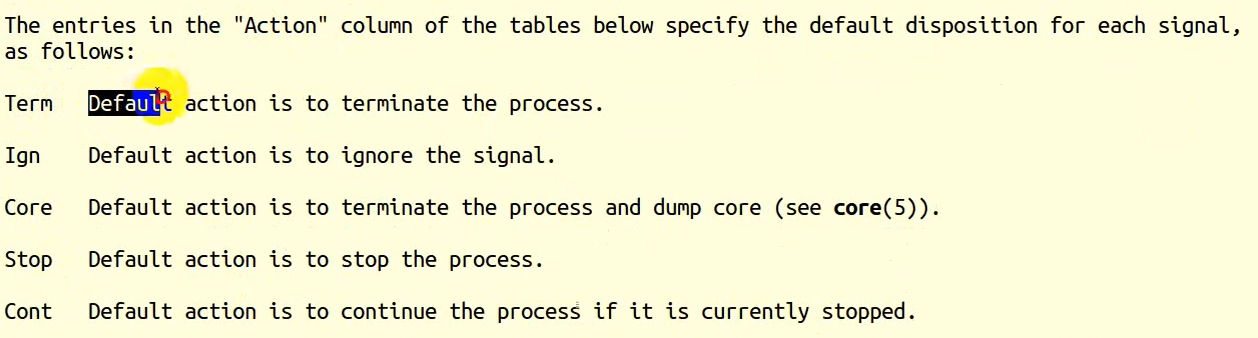 The entries in the "Action" column of the tables below specify the default disposition for each signal,
as follows:
Term Default action is to terminate the process.
Ign Default action is to ignore the signal.
Core Default action is to terminate the process and dump core (see core(5)).
Stop Default action is to stop the process.
Cont Default action is to continue the process if it is currently stopped.